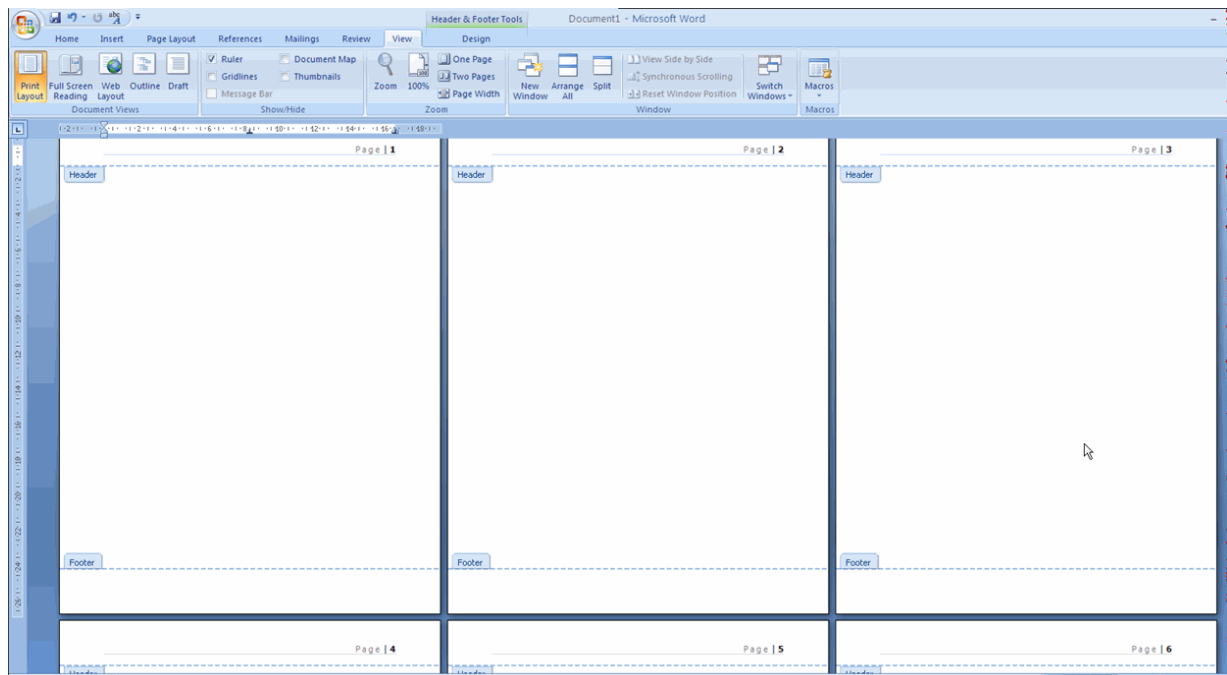 Header & Footer Tools Document1 - Microsoft Word
Home Insert Page Layout References Mailings Review View Design
Ruler Document Map One Page View Side by Side
Gridlines Thumbnails Two Pages Synchronous Scrolling
Message Bar Page Width Reset Window Position
Print Layout Full Screen Reading Web Layout Outline Draft Zoom 100% New Window Arrange All Split Switch Windows Macros
Document Views Show/Hide Zoom Window Macros
Page | 1 Page | 2 Page | 3
Header Header Header
Footer Footer Footer
Page | 4 Page | 5 Page | 6
Header Header Header